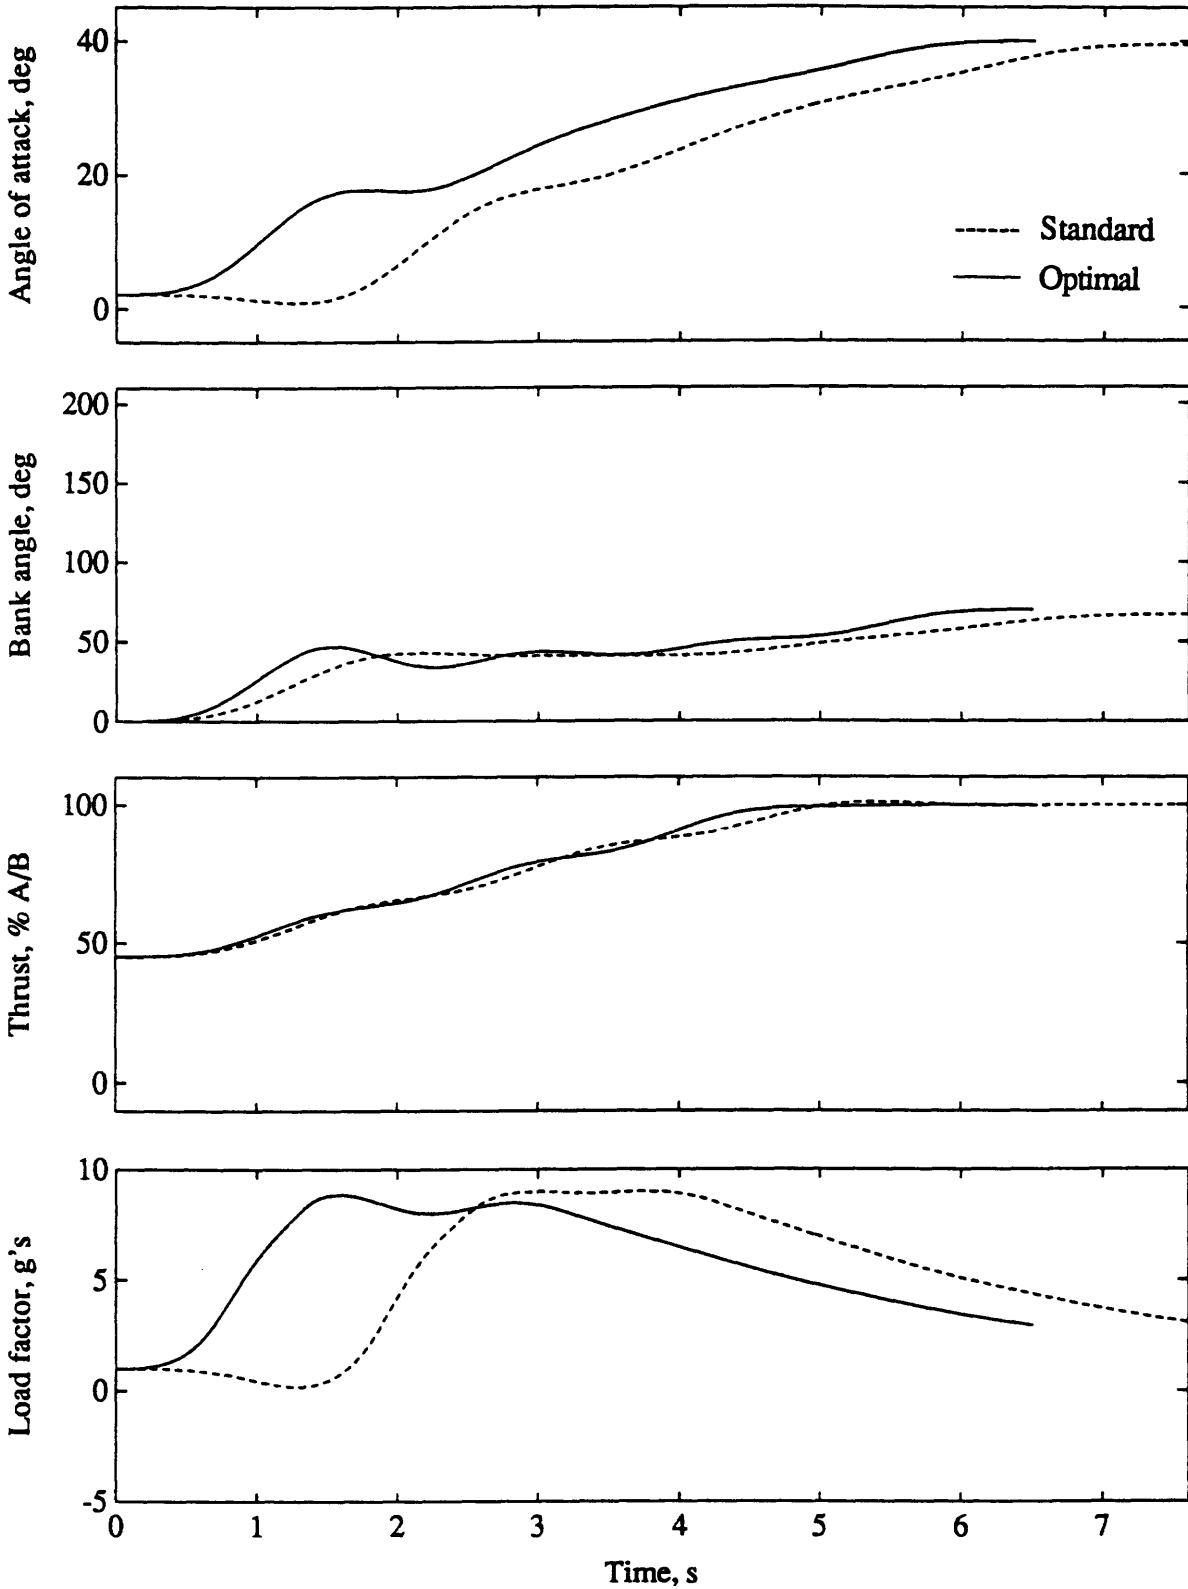 Angle of attack, deg
40
20
0
Standard
Optimal
Bank angle, deg
200
150
100
50
0
Thrust, % A/B
100
50
0
Load factor, g's
10
5
0
-5
0 1 2 3 4 5 6 7
Time, s